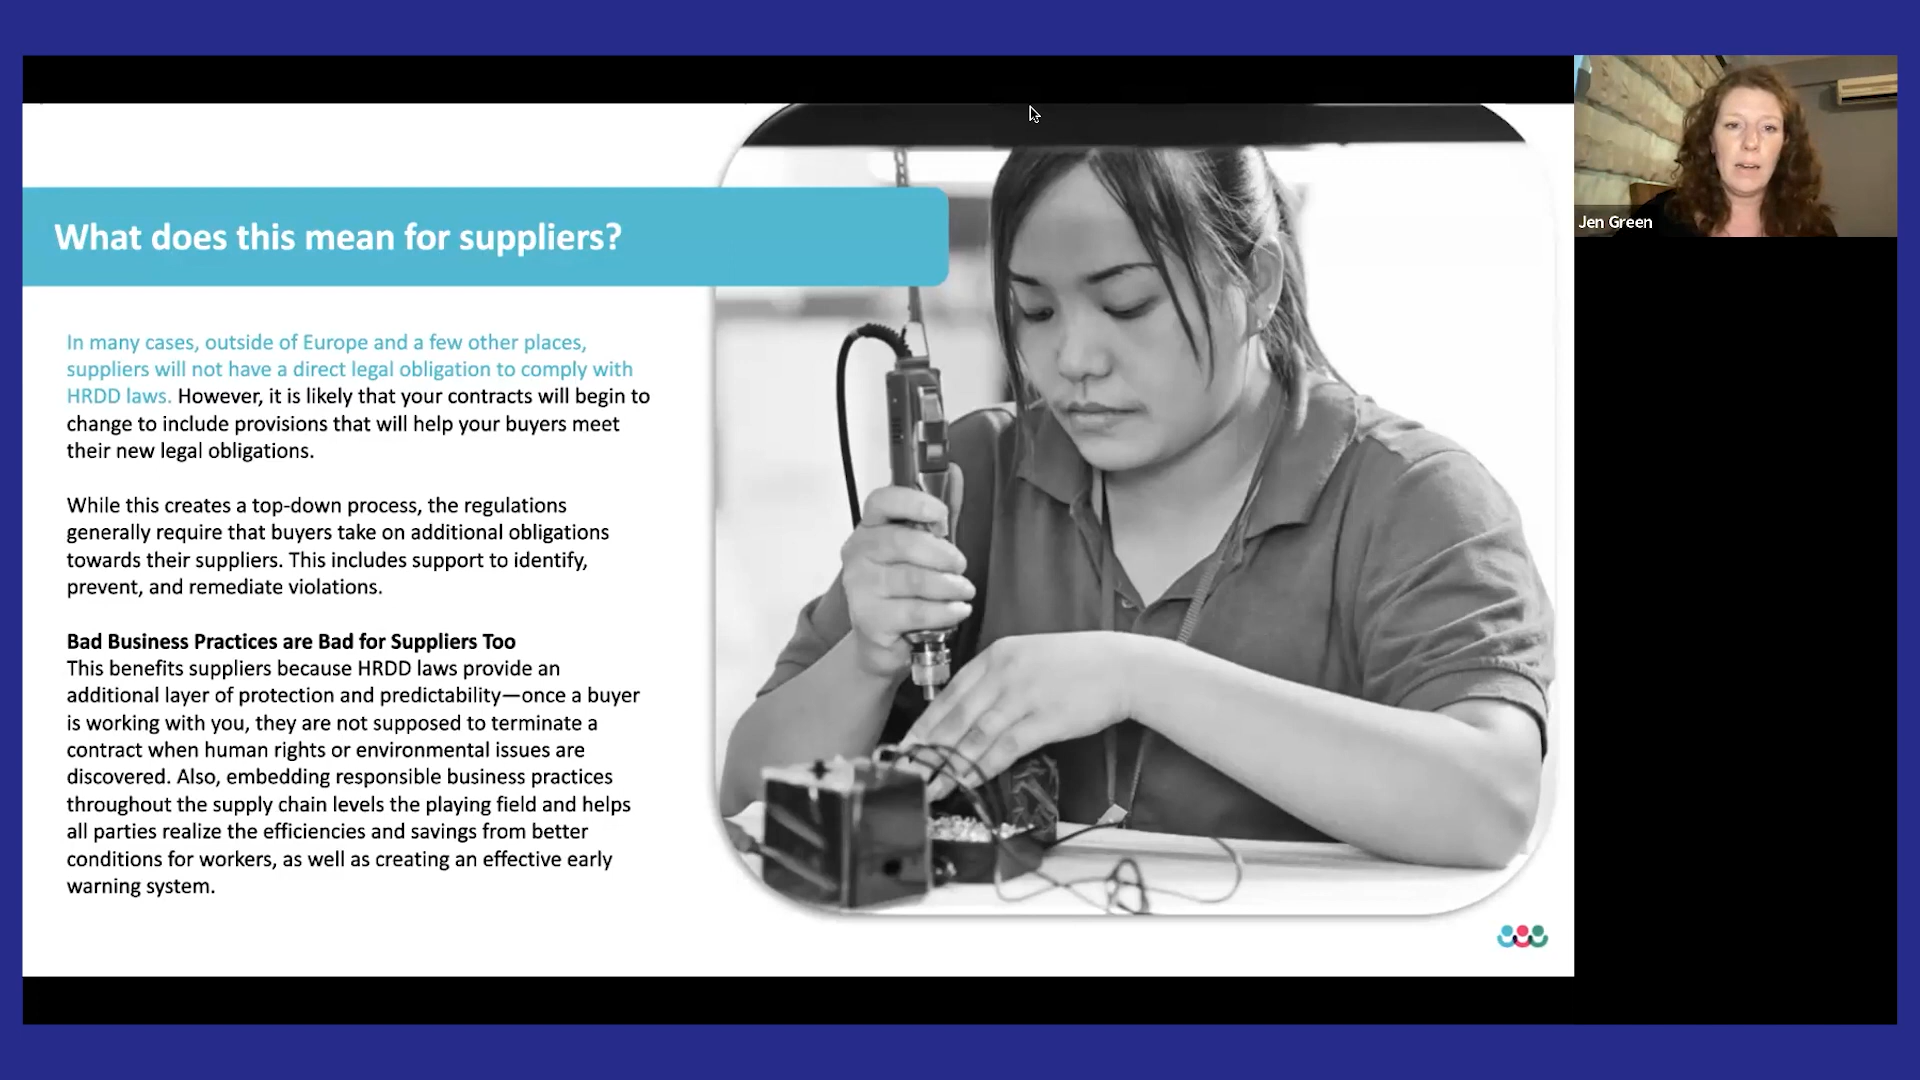 What does this mean for suppliers?
In many cases, outside of Europe and a few other places,
suppliers will not have a direct legal obligation to comply with
HRDD laws. However, it is likely that your contracts will begin to
change to include provisions that will help your buyers meet
their new legal obligations.
While this creates a top-down process, the regulations
generally require that buyers take on additional obligations
towards their suppliers. This includes support to identify,
prevent, and remediate violations.
Bad Business Practices are Bad for Suppliers Too
This benefits suppliers because HRDD laws provide an
additional layer of protection and predictability—once a buyer
is working with you, they are not supposed to terminate a
contract when human rights or environmental issues are
discovered. Also, embedding responsible business practices
throughout the supply chain levels the playing field and helps
all parties realize the efficiencies and savings from better
conditions for workers, as well as creating an effective early
warning system.
Jen Green